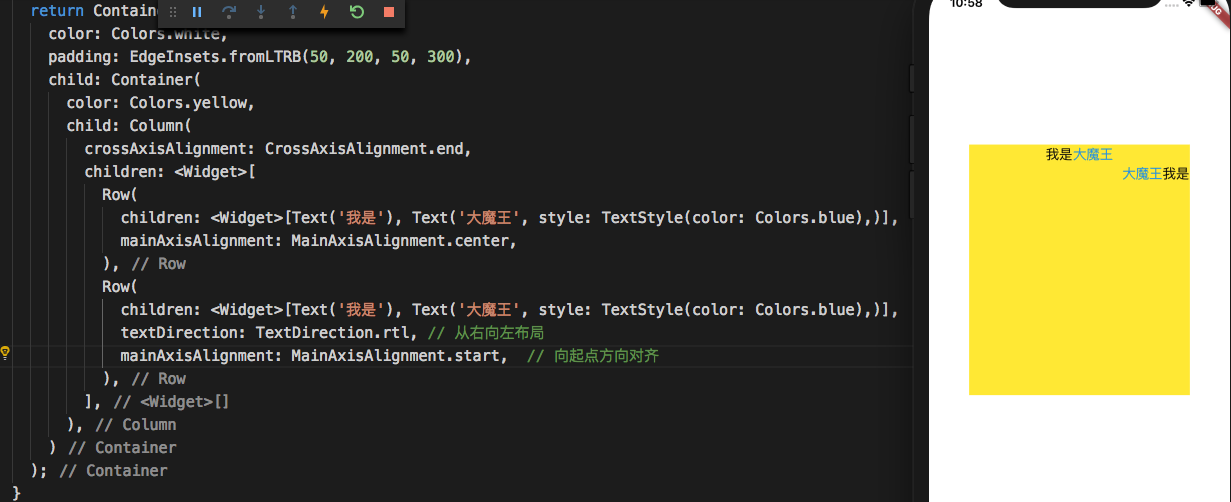 return Contain
color: Colors.white,
padding: EdgeInsets.fromLTRB(50, 200, 50, 300),
child: Container(
color: Colors.yellow,
child: Column(
crossAxisAlignment: CrossAxisAlignment.end,
children: <Widget>[
Row(
children: <Widget>[Text('我是'), Text('大魔王', style: TextStyle(color: Colors.blue),)],
mainAxisAlignment: MainAxisAlignment.center,
), // Row
Row(
children: <Widget>[Text('我是'), Text('大魔王', style: TextStyle(color: Colors.blue),)],
textDirection: TextDirection.rtl, // 从右向左布局
mainAxisAlignment: MainAxisAlignment.start,  // 向起点方向对齐
), // Row
], // <Widget>[]
), // Column
) // Container
); // Container
}
10:58
我是大魔王
大魔王我是